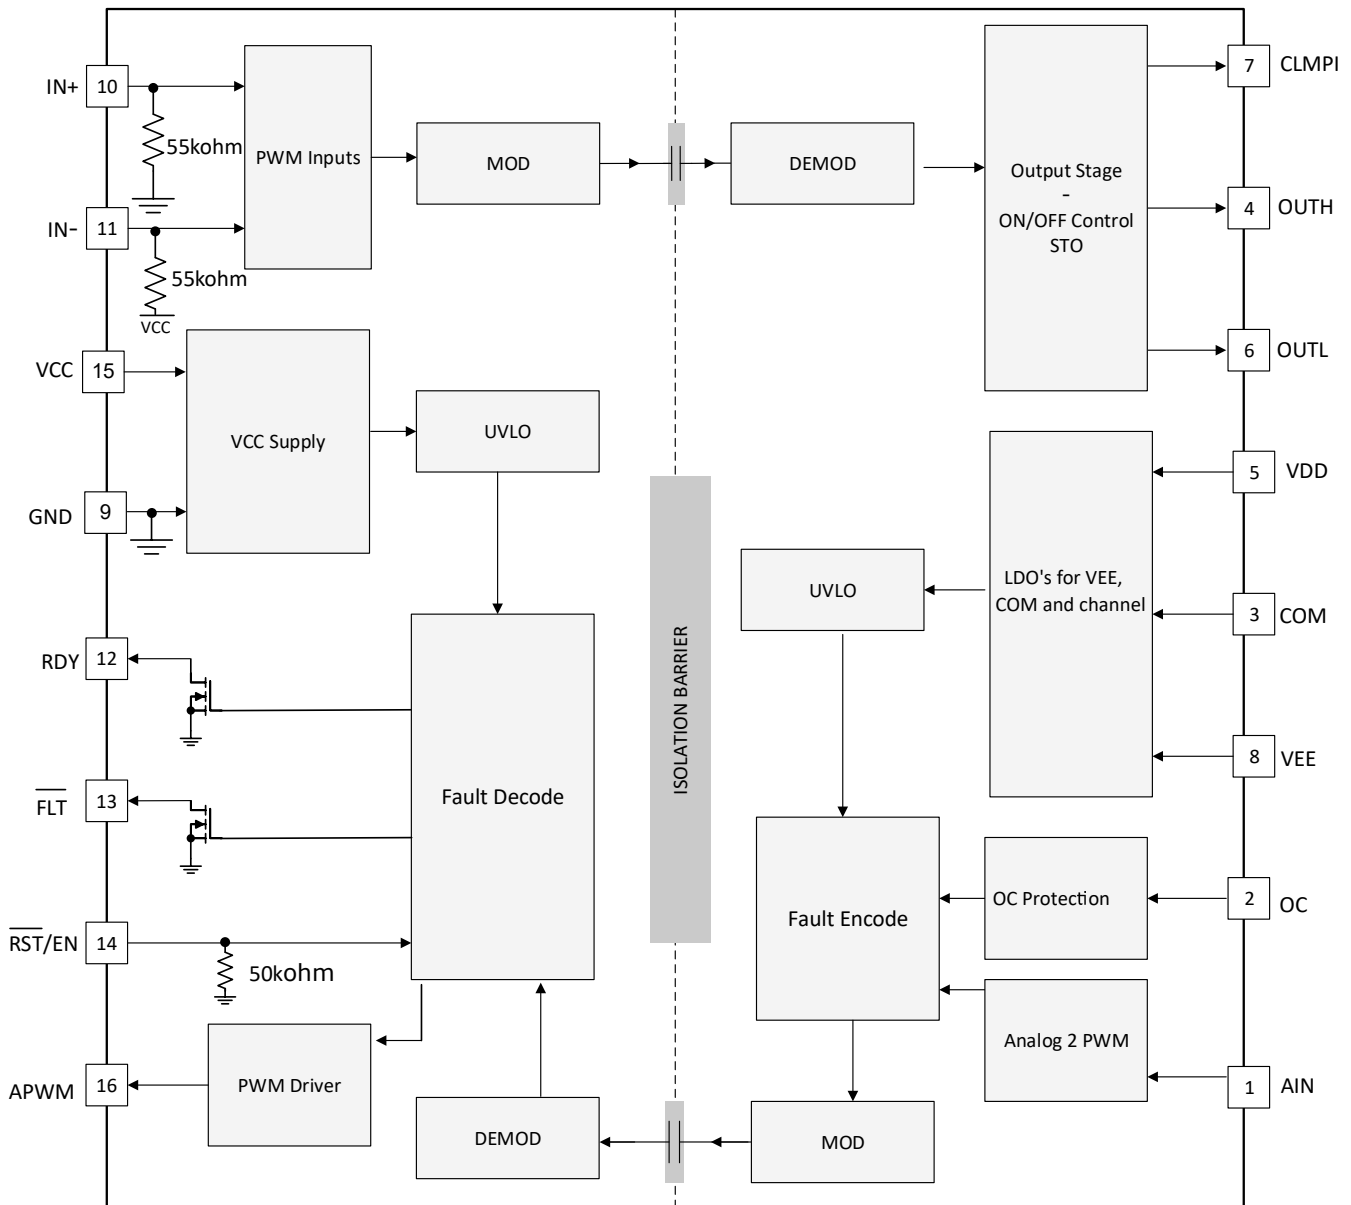 IN+
10
55kohm
IN-
11
55kohm
VCC
PWM Inputs
MOD
DEMOD
Output Stage
-
ON/OFF Control
STO
7
CLMPI
4
OUTH
6
OUTL
VCC
15
GND
9
VCC Supply
UVLO
ISOLATION BARRIER
UVLO
LDO's for VEE,
COM and channel
5
VDD
3
COM
8
VEE
RDY
12
FLT
13
RST/EN
14
50kohm
Fault Decode
Fault Encode
OC Protection
2
OC
Analog 2 PWM
1
AIN
APWM
16
PWM Driver
DEMOD
MOD